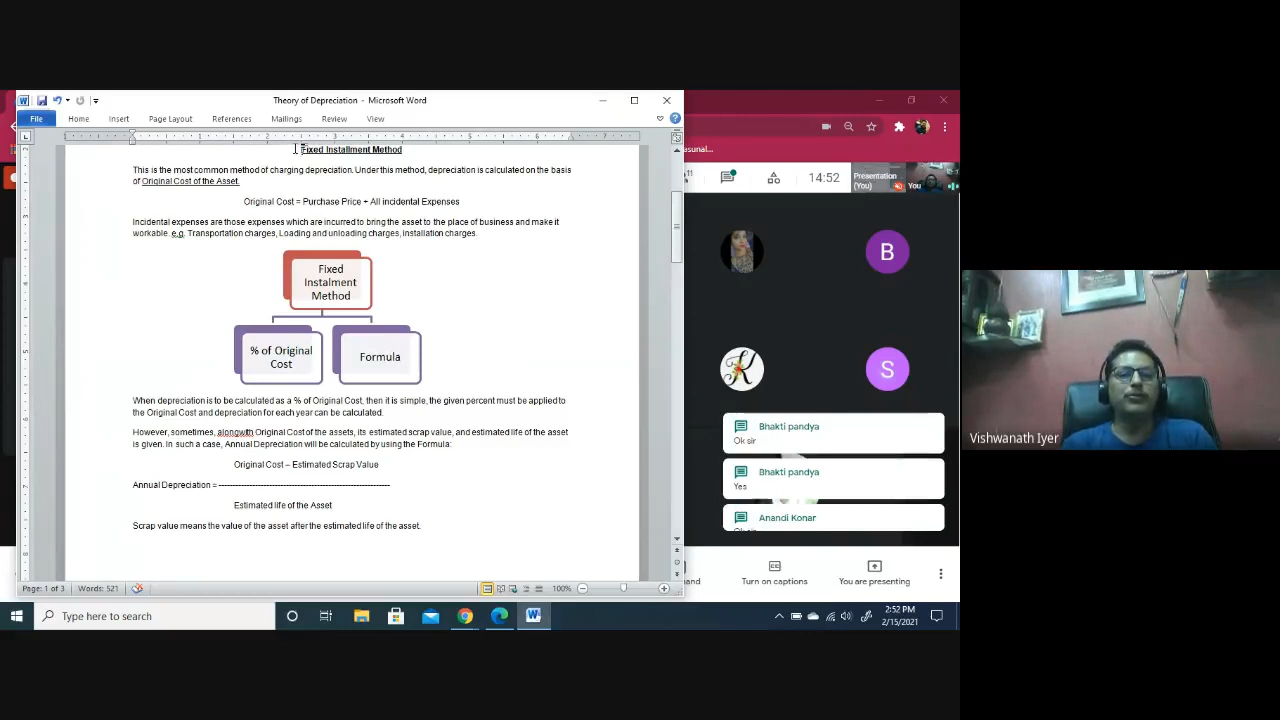 Theory of Depreciation - Microsoft Word
File Home Insert Page Layout References Mailings Review View
Fixed Installment Method
This is the most common method of charging depreciation. Under this method, depreciation is calculated on the basis
of Original Cost of the Asset.
Original Cost = Purchase Price + All incidental Expenses
Incidental expenses are those expenses which are incurred to bring the asset to the place of business and make it
workable. e.g. Transportation charges, Loading and unloading charges, installation charges.
Fixed
Instalment
Method
% of Original
Cost
Formula
When depreciation is to be calculated as a % of Original Cost, then it is simple, the given percent must be applied to
the Original Cost and depreciation for each year can be calculated.
However, sometimes, alongwith Original Cost of the assets, its estimated scrap value, and estimated life of the asset
is given. In such a case, Annual Depreciation will be calculated by using the Formula:
Original Cost – Estimated Scrap Value
Annual Depreciation = ------------------------------------------------------------
Estimated life of the Asset
Scrap value means the value of the asset after the estimated life of the asset.
Page: 1 of 3 Words: 521 100%
esunal...
11 14:52
Presentation
(You)
You
B
K
S
Bhakti pandya
Ok sir
Bhakti pandya
Yes
Anandi Konar
Ok sir
and Turn on captions You are presenting
Type here to search
2:52 PM
2/15/2021
Vishwanath Iyer